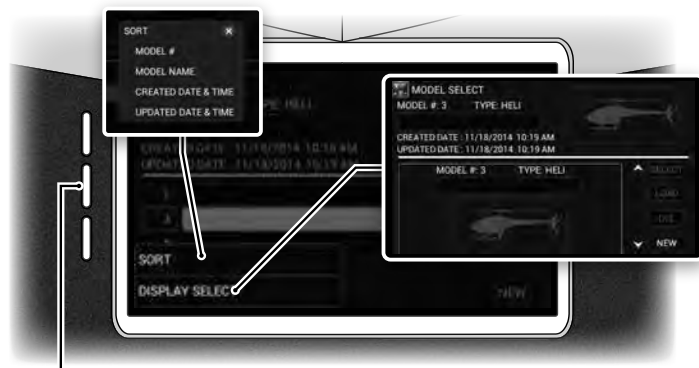 SORT ×
MODEL #
MODEL NAME
CREATED DATE & TIME
UPDATED DATE & TIME
MODEL SELECT
MODEL #: 3 TYPE: HELI
CREATED DATE : 11/18/2014 10:19 AM
UPDATED DATE : 11/18/2014 10:19 AM
MODEL #: 3 TYPE: HELI
SELECT
LOAD
NEW
TYPE: HELI
CREATED DATE : 11/18/2014 10:18 AM
UPDATED DATE : 11/18/2014 10:19 AM
SORT
DISPLAY SELEC
NEW